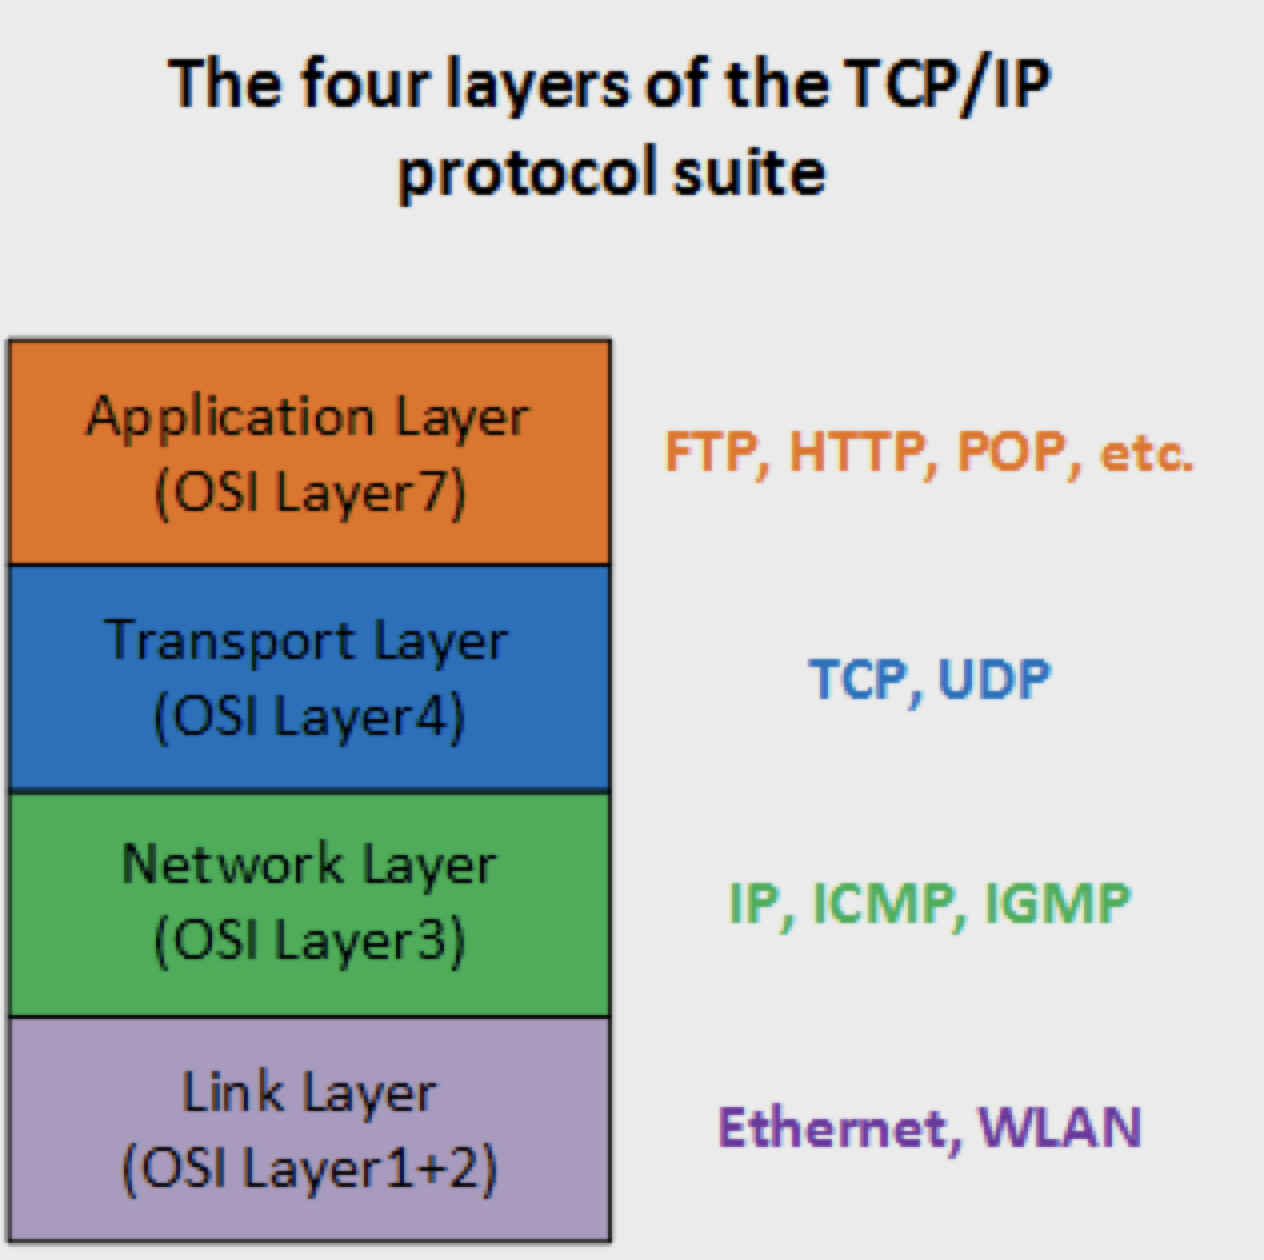 The four layers of the TCP/IP
protocol suite
Application Layer
(OSI Layer7)
FTP, HTTP, POP, etc.
Transport Layer
(OSI Layer4)
TCP, UDP
Network Layer
(OSI Layer3)
IP, ICMP, IGMP
Link Layer
(OSI Layer1+2)
Ethernet, WLAN